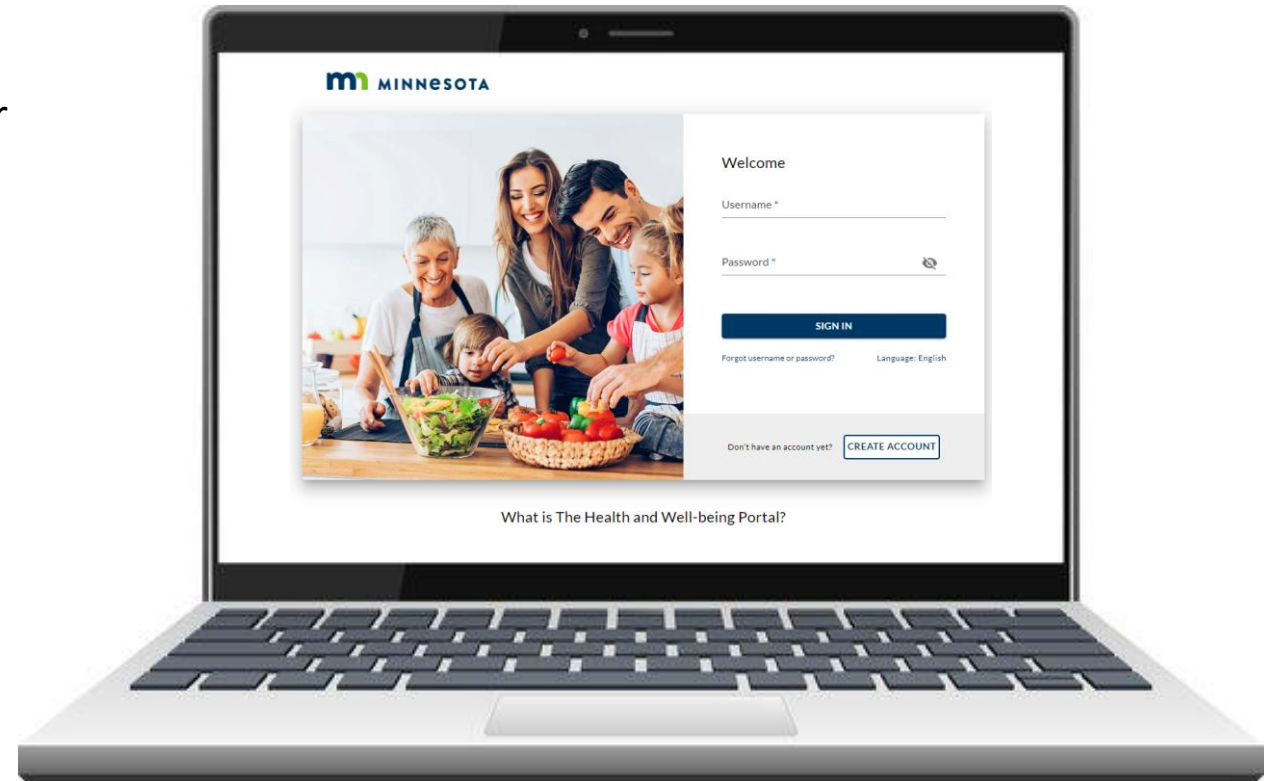 r
mn MINNESOTA
Welcome
Username *
Password *
SIGN IN
Forgot username or password? Language: English
Don't have an account yet? CREATE ACCOUNT
What is The Health and Well-being Portal?